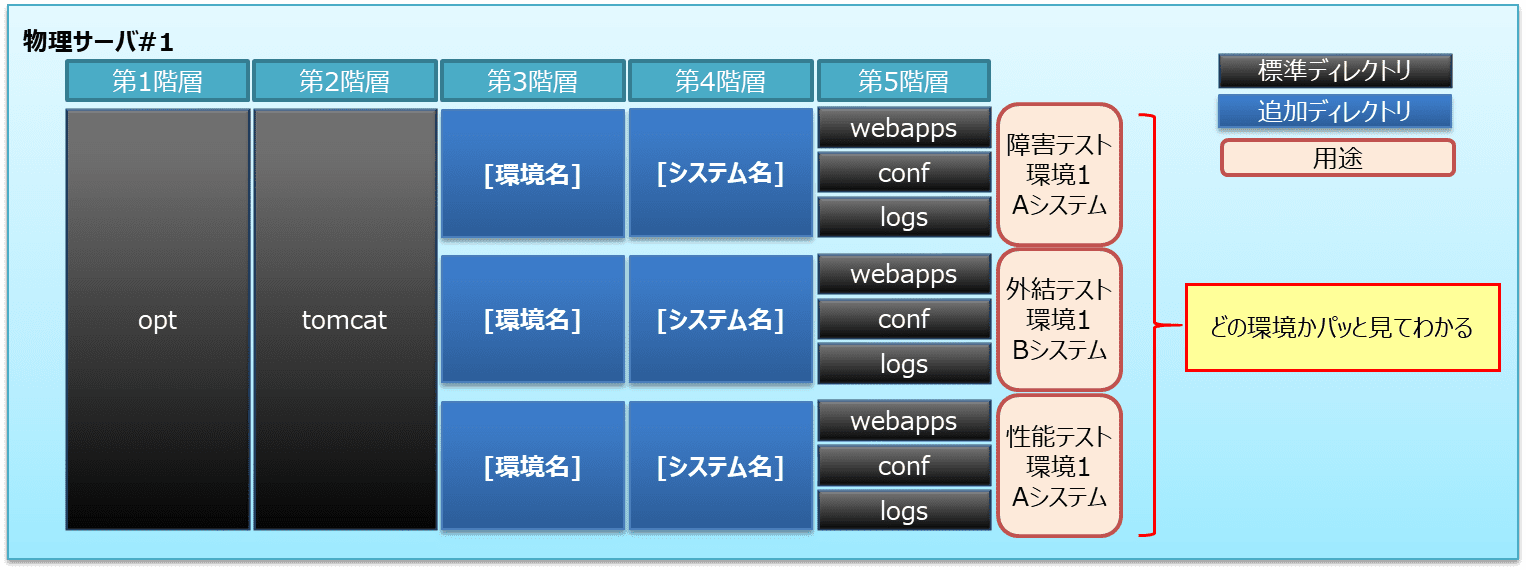 物理サーバ#1
第1階層
第2階層
第3階層
第4階層
第5階層
標準ディレクトリ
追加ディレクトリ
用途
opt
tomcat
[環境名]
[システム名]
webapps
conf
logs
障害テスト
環境1
Aシステム
[環境名]
[システム名]
webapps
conf
logs
外結テスト
環境1
Bシステム
どの環境かパッと見てわかる
[環境名]
[システム名]
webapps
conf
logs
性能テスト
環境1
Aシステム